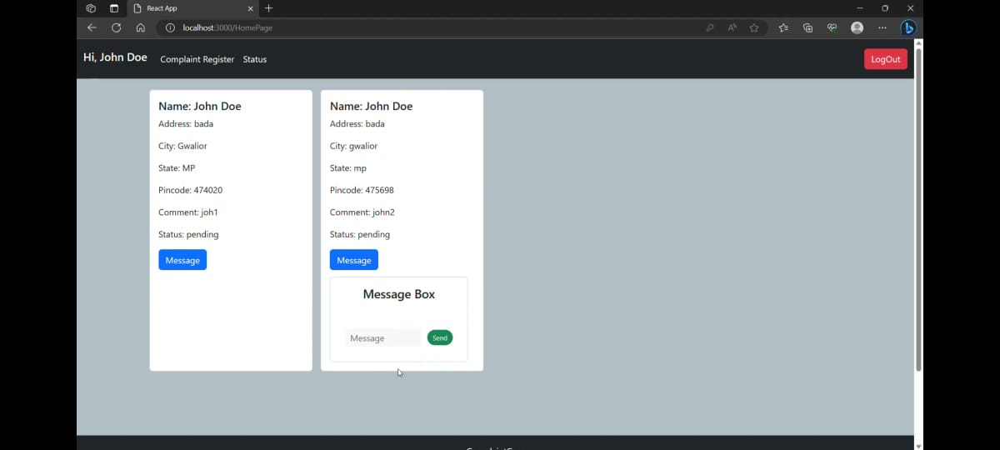 React App
localhost:3000/HomePage
Hi, John Doe Complaint Register Status LogOut
Name: John Doe
Address: bada
City: Gwalior
State: MP
Pincode: 474020
Comment: joh1
Status: pending
Message
Name: John Doe
Address: bada
City: gwalior
State: mp
Pincode: 475698
Comment: john2
Status: pending
Message
Message Box
Message Send